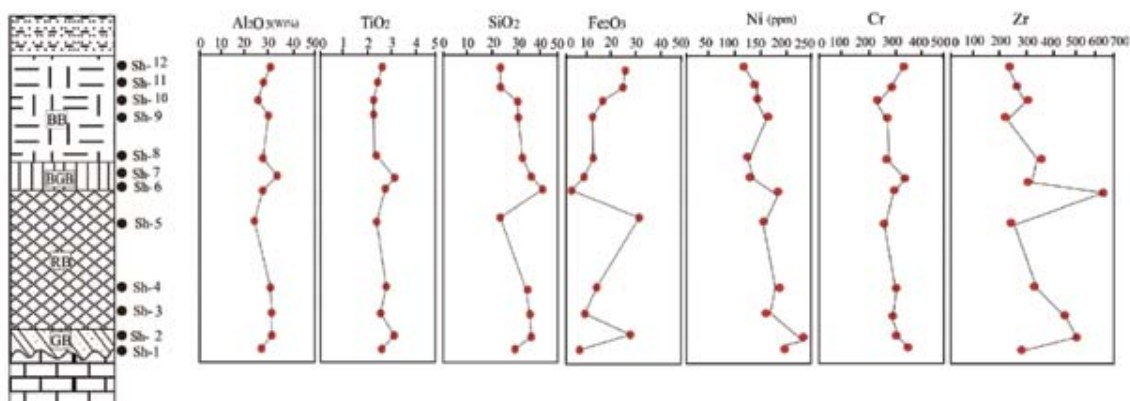 Al2O3(Wt%) TiO2 SiO2 Fe2O3 Ni (ppm) Cr Zr
0 10 20 30 50 0 1 2 3 4 5 0 20 30 40 50 0 10 20 30 40 50 0 50 100 150 200 250 0 100 200 300 400 500 0 100 200 300 400 500 600 700
Sh-12
Sh-11
Sh-10
Sh-9
BB
Sh-8
Sh-7
BGB
Sh-6
Sh-5
RB
Sh-4
Sh-3
Sh-2
GB
Sh-1